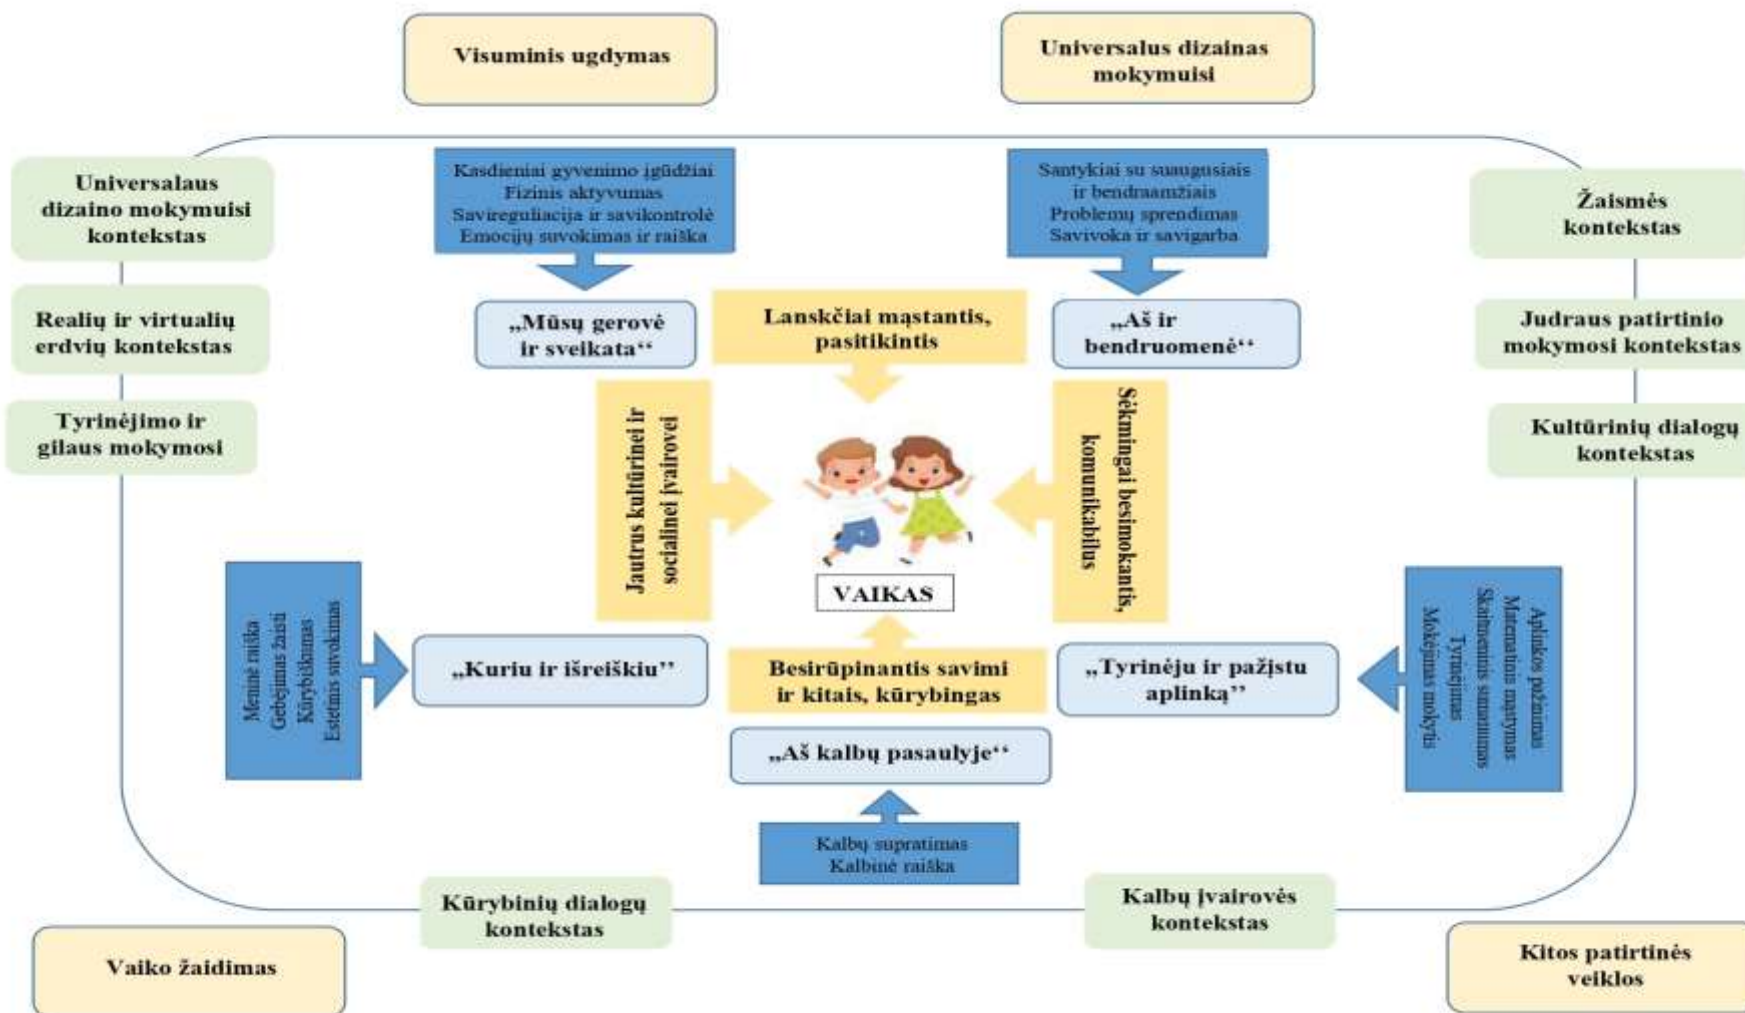 Visuminis ugdymas
Universalus dizainas
mokymuisi
Universalaus
dizaino mokymuisi
kontekstas
Kasdieniai gyvenimo įgūdžiai
Fizinis aktyvumas
Savireguliacija ir savikontrolė
Emocijų suvokimas ir raiška
Santykiai su suaugusiais
ir bendraamžiais
Problemų sprendimas
Savivoka ir savigarba
Žaismės
kontekstas
Realių ir virtualių
erdvių kontekstas
„Mūsų gerovė
ir sveikata“
Lanskčiai mąstantis,
pasitikintis
„Aš ir
bendruomenė“
Judraus patirtinio
mokymosi kontekstas
Tyrinėjimo ir
gilaus mokymosi
Jautrus kultūrinei ir
socialinei įvairovei
Sėkmingai besimokantis,
komunikabilus
Kultūrinių dialogų
kontekstas
VAIKAS
Meninė raiška
Gebėjimas žaisti
Kūrybiškumas
Estetinis suvokimas
„Kuriu ir išreiškiu”
Besirūpinantis savimi
ir kitais, kūrybingas
„Tyrinėju ir pažįstu
aplinką”
Aplinkos pažinimas
Matematinis mąstymas
Skaitmeninis sumanumas
Tyrinėjimas
Mokėjimas mokytis
„Aš kalbų pasaulyje“
Kalbų supratimas
Kalbinė raiška
Kūrybinių dialogų
kontekstas
Kalbų įvairovės
kontekstas
Vaiko žaidimas
Kitos patirtinės
veiklos